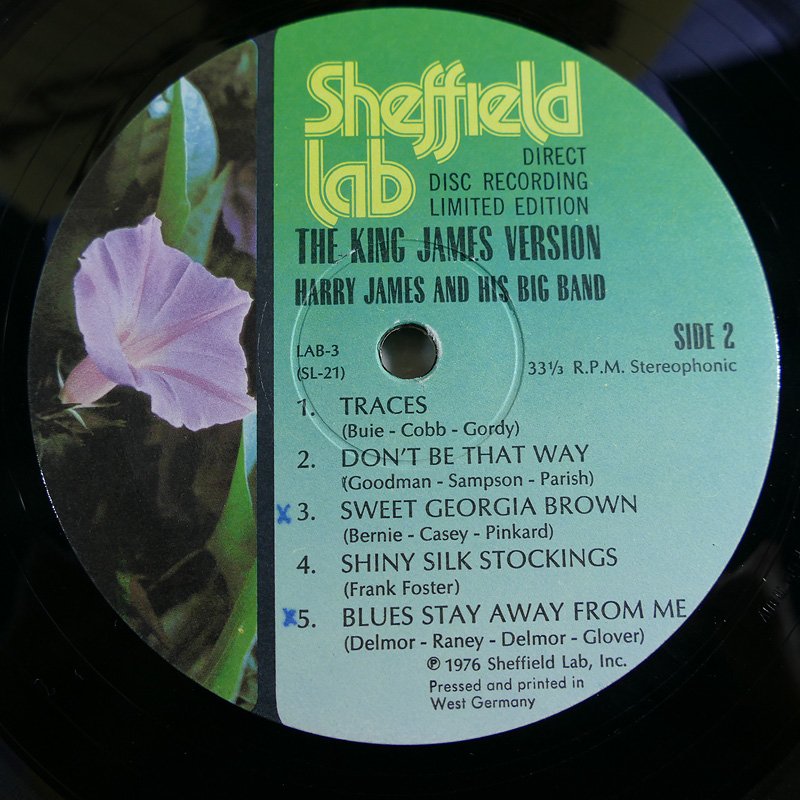 Sheffield
lab
DIRECT
DISC RECORDING
LIMITED EDITION
THE KING JAMES VERSION
HARRY JAMES AND HIS BIG BAND
SIDE 2
LAB-3
(SL-21)
33⅓ R.P.M. Stereophonic
1. TRACES
(Buie - Cobb - Gordy)
2. DON'T BE THAT WAY
(Goodman - Sampson - Parish)
x 3. SWEET GEORGIA BROWN
(Bernie - Casey - Pinkard)
4. SHINY SILK STOCKINGS
(Frank Foster)
x 5. BLUES STAY AWAY FROM ME
(Delmor - Raney - Delmor - Glover)
℗ 1976 Sheffield Lab, Inc.
Pressed and printed in
West Germany